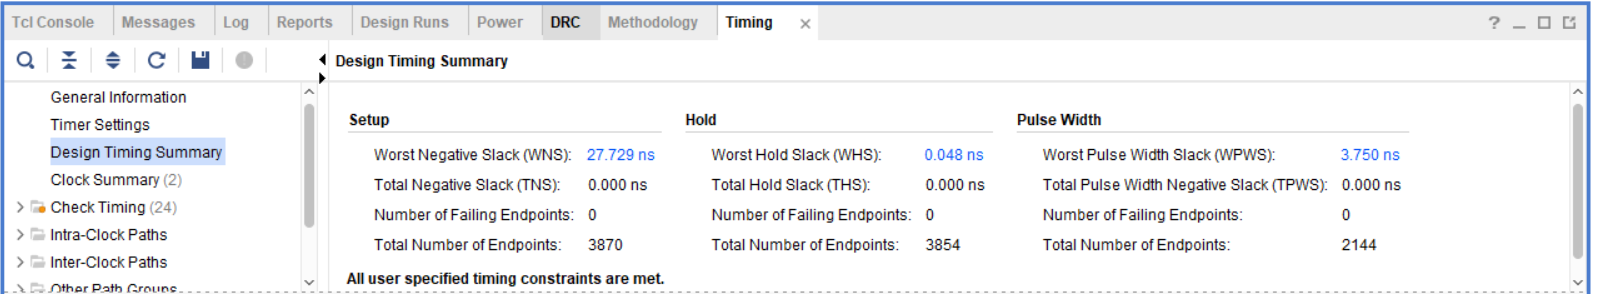 Tcl Console Messages Log Reports Design Runs Power DRC Methodology Timing × ? _
Design Timing Summary
General Information
Timer Settings
Design Timing Summary
Clock Summary (2)
Check Timing (24)
Intra-Clock Paths
Inter-Clock Paths
Other Path Groups
Setup Hold Pulse Width
Worst Negative Slack (WNS): 27.729 ns Worst Hold Slack (WHS): 0.048 ns Worst Pulse Width Slack (WPWS): 3.750 ns
Total Negative Slack (TNS): 0.000 ns Total Hold Slack (THS): 0.000 ns Total Pulse Width Negative Slack (TPWS): 0.000 ns
Number of Failing Endpoints: 0 Number of Failing Endpoints: 0 Number of Failing Endpoints: 0
Total Number of Endpoints: 3870 Total Number of Endpoints: 3854 Total Number of Endpoints: 2144
All user specified timing constraints are met.